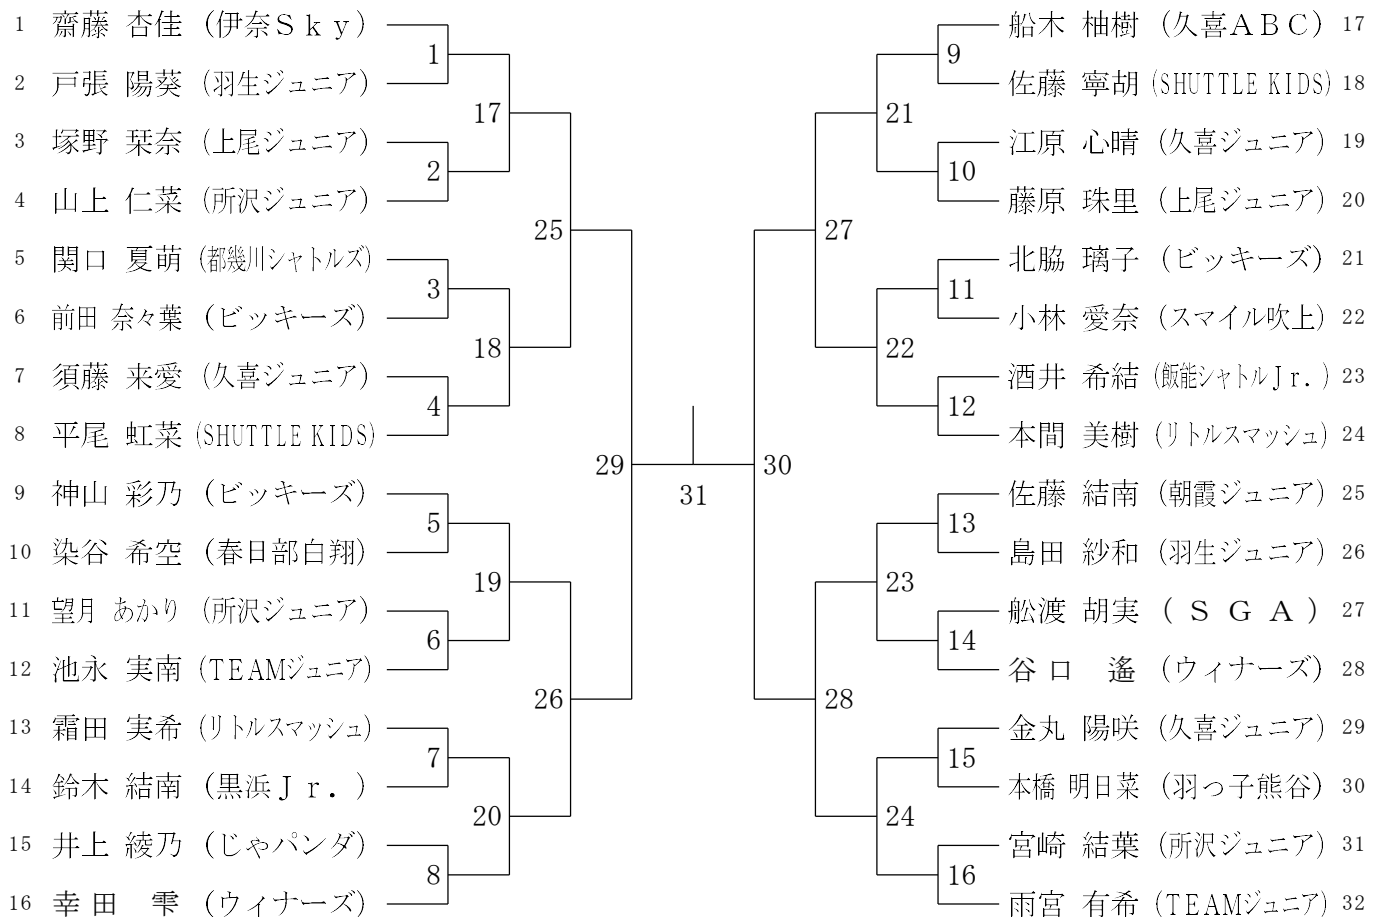 1 齋藤 杏佳 (伊奈Ｓｋｙ)
2 戸張 陽葵 (羽生ジュニア)
3 塚野 栞奈 (上尾ジュニア)
4 山上 仁菜 (所沢ジュニア)
5 関口 夏萌 (都幾川シャトルズ)
6 前田 奈々葉 (ビッキーズ)
7 須藤 来愛 (久喜ジュニア)
8 平尾 虹菜 (SHUTTLE KIDS)
9 神山 彩乃 (ビッキーズ)
10 染谷 希空 (春日部白翔)
11 望月 あかり (所沢ジュニア)
12 池永 実南 (TEAMジュニア)
13 霜田 実希 (リトルスマッシュ)
14 鈴木 結南 (黒浜Ｊｒ．)
15 井上 綾乃 (じゃパンダ)
16 幸田 雫 (ウィナーズ)
1
2
3
4
5
6
7
8
17
18
19
20
25
26
29
31
30
27
28
21
22
23
24
9
10
11
12
13
14
15
16
船木 柚樹 (久喜ＡＢＣ) 17
佐藤 寧胡 (SHUTTLE KIDS) 18
江原 心晴 (久喜ジュニア) 19
藤原 珠里 (上尾ジュニア) 20
北脇 璃子 (ビッキーズ) 21
小林 愛奈 (スマイル吹上) 22
酒井 希結 (飯能シャトルＪｒ．) 23
本間 美樹 (リトルスマッシュ) 24
佐藤 結南 (朝霞ジュニア) 25
島田 紗和 (羽生ジュニア) 26
舩渡 胡実 (ＳＧＡ) 27
谷口 遙 (ウィナーズ) 28
金丸 陽咲 (久喜ジュニア) 29
本橋 明日菜 (羽っ子熊谷) 30
宮崎 結葉 (所沢ジュニア) 31
雨宮 有希 (TEAMジュニア) 32